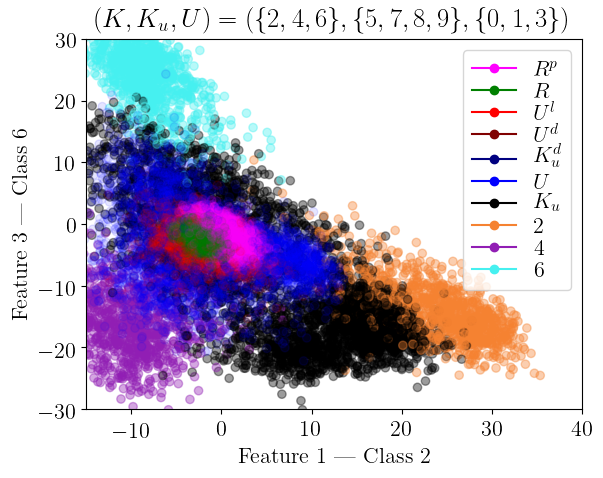 (K, K_u, U) = ({2, 4, 6}, {5, 7, 8, 9}, {0, 1, 3})
30
20
10
0
−10
−20
−30
Feature 3 — Class 6
R^p
R
U^l
U^d
K_u^d
U
K_u
2
4
6
−10
0
10
20
30
40
Feature 1 — Class 2